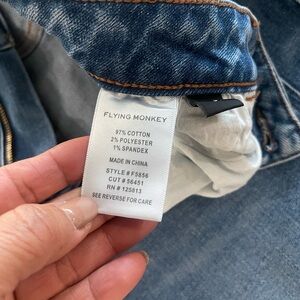 FLYING MONKEY
97% COTTON
2% POLYESTER
1% SPANDEX
MADE IN CHINA
STYLE # F5856
CUT # 56451
RN # 125813
SEE REVERSE FOR CARE